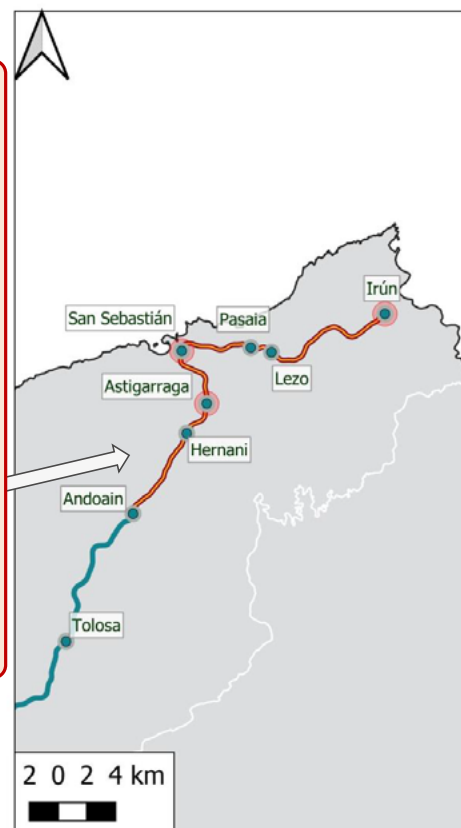 Irún
San Sebastián
Pasaia
Lezo
Astigarraga
Hernani
Andoain
Tolosa
2 0 2 4 km